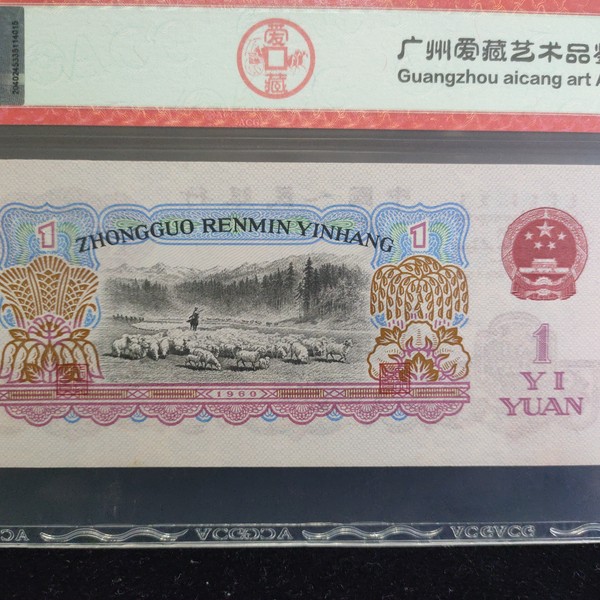 爱
藏
广州爱藏艺术品鉴
Guangzhou aicang art A
1
ZHONGGUO RENMIN YINHANG
1
1
YI
YUAN
1960
VCGVCG